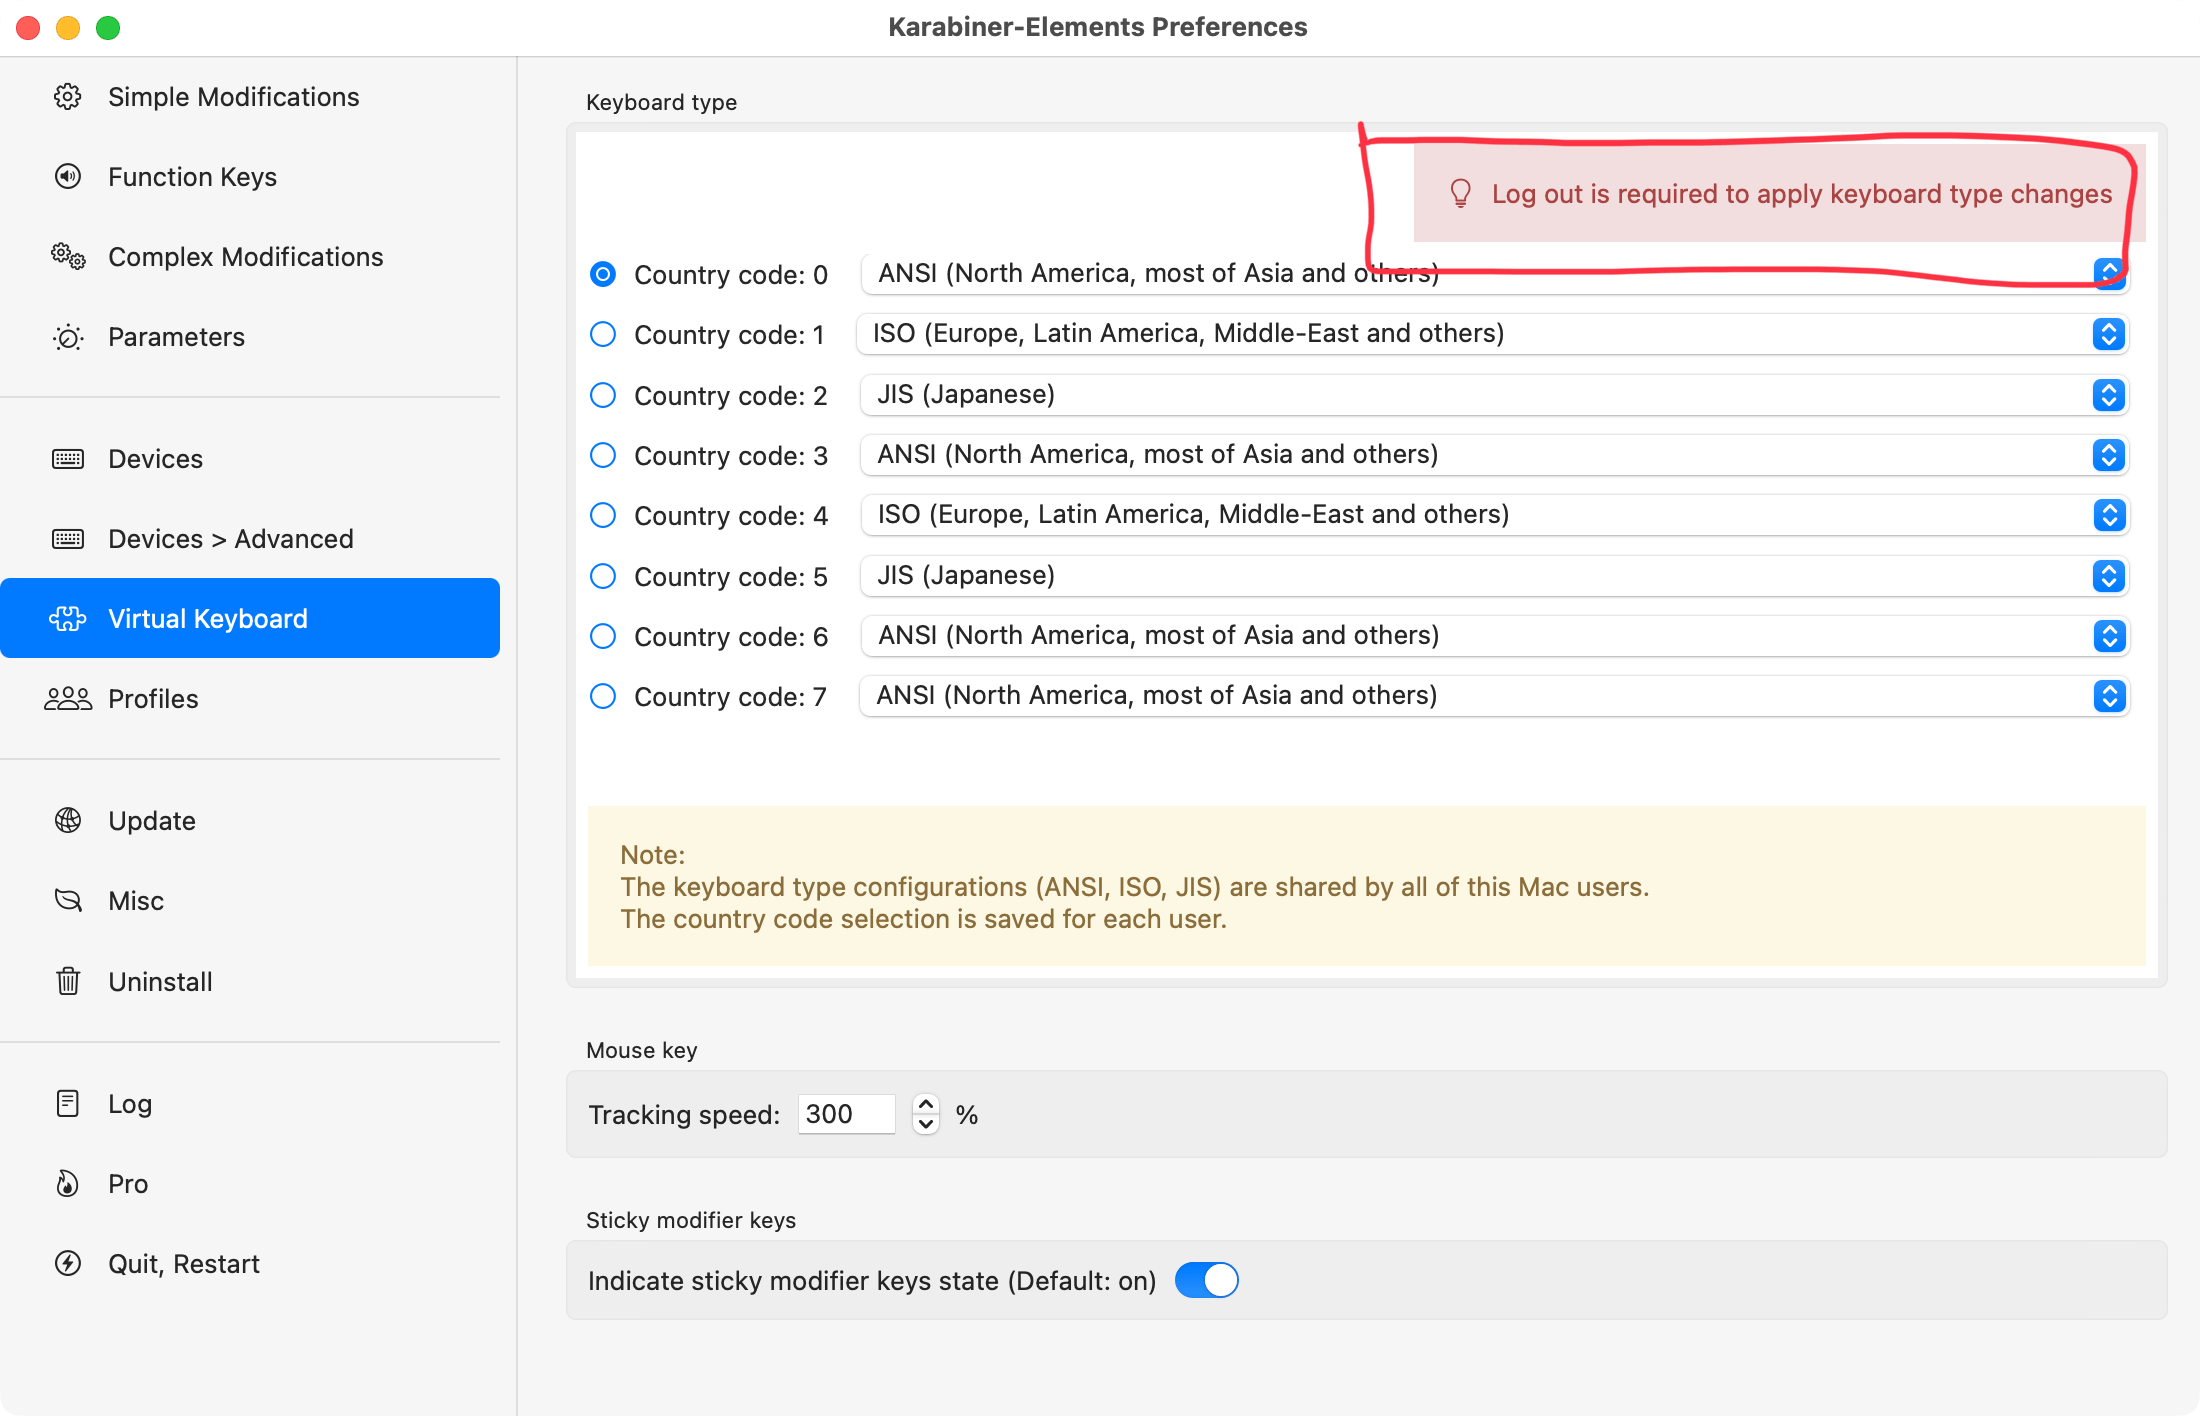 Karabiner-Elements Preferences
Simple Modifications
Function Keys
Complex Modifications
Parameters
Devices
Devices > Advanced
Virtual Keyboard
Profiles
Update
Misc
Uninstall
Log
Pro
Quit, Restart
Keyboard type
Log out is required to apply keyboard type changes
Country code: 0 ANSI (North America, most of Asia and others)
Country code: 1 ISO (Europe, Latin America, Middle-East and others)
Country code: 2 JIS (Japanese)
Country code: 3 ANSI (North America, most of Asia and others)
Country code: 4 ISO (Europe, Latin America, Middle-East and others)
Country code: 5 JIS (Japanese)
Country code: 6 ANSI (North America, most of Asia and others)
Country code: 7 ANSI (North America, most of Asia and others)
Note:
The keyboard type configurations (ANSI, ISO, JIS) are shared by all of this Mac users.
The country code selection is saved for each user.
Mouse key
Tracking speed: 300 %
Sticky modifier keys
Indicate sticky modifier keys state (Default: on)